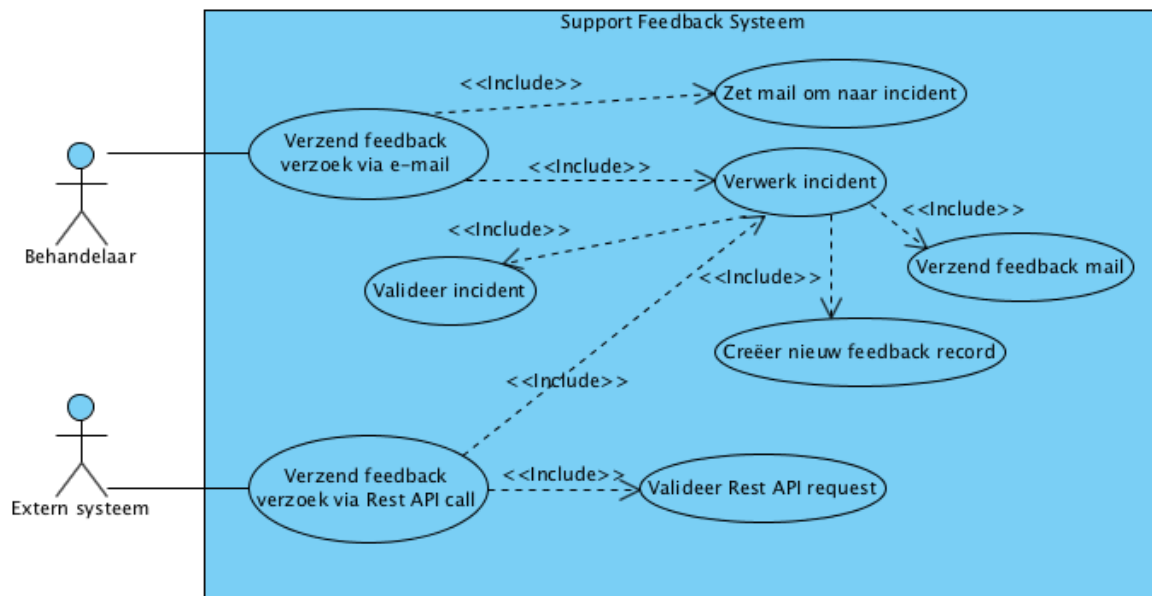 Support Feedback Systeem
<<Include>>
Zet mail om naar incident
Verzend feedback
verzoek via e-mail
<<Include>>
Verwerk incident
Behandelaar
<<Include>>
<<Include>>
Verzend feedback mail
Valideer incident
<<Include>>
Creëer nieuw feedback record
<<Include>>
Extern systeem
Verzend feedback
verzoek via Rest API call
<<Include>>
Valideer Rest API request